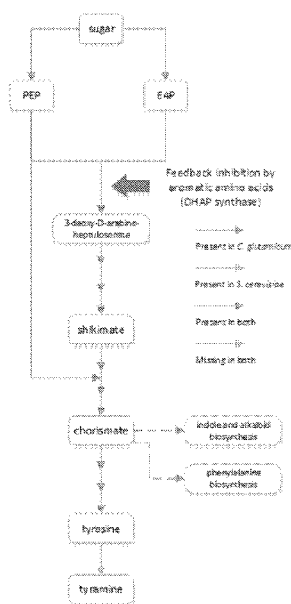 sugar
PEP
E4P
Feedback inhibition by
aromatic amino acids
(DHAP synthase)
3-deoxy-D-arabino-
heptulosonate
Present in C. glutamicum
Present in S. cerevisiae
Present in both
Missing in both
shikimate
chorismate
indole and alkaloid
biosynthesis
phenylalanine
biosynthesis
tyrosine
tyramine